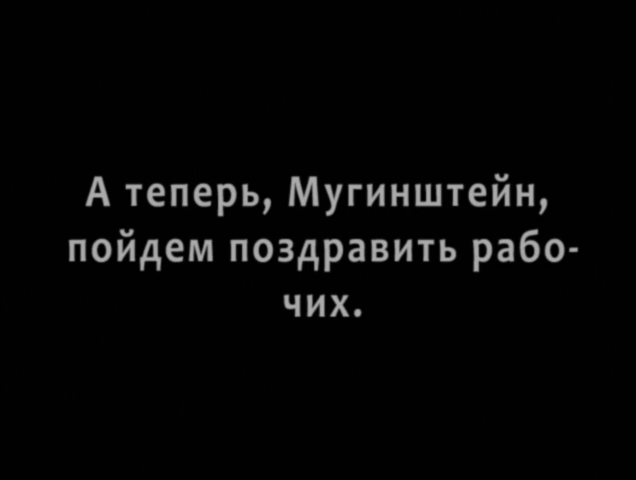 А теперь, Мугинштейн,
пойдем поздравить рабо-
чих.